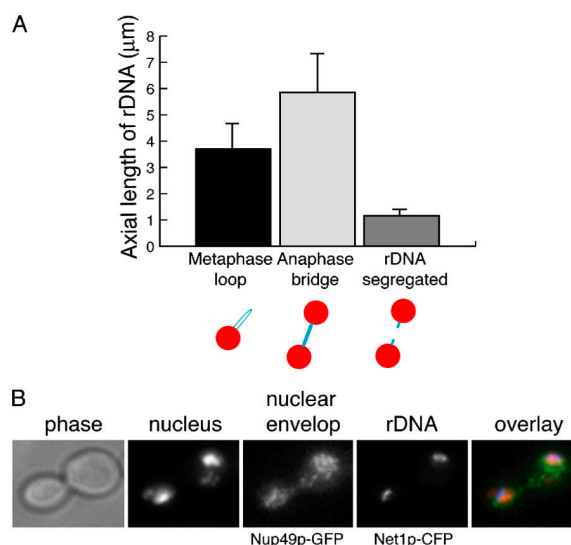 A
Axial length of rDNA (μm)
8
7
6
5
4
3
2
1
0
Metaphase loop
Anaphase bridge
rDNA segregated
B
phase
nucleus
nuclear envelop
rDNA
overlay
Nup49p-GFP
Net1p-CFP